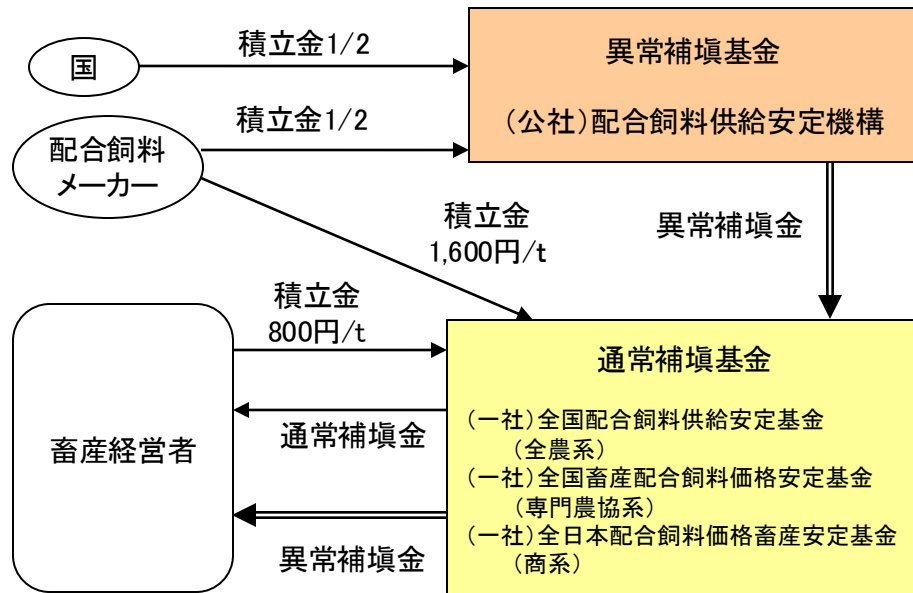 国
積立金1/2
異常補塡基金
（公社）配合飼料供給安定機構
配合飼料
メーカー
積立金1/2
積立金
1,600円/t
異常補塡金
積立金
800円/t
畜産経営者
通常補塡金
異常補塡金
通常補塡基金
（一社）全国配合飼料供給安定基金
（全農系）
（一社）全国畜産配合飼料価格安定基金
（専門農協系）
（一社）全日本配合飼料価格畜産安定基金
（商系）